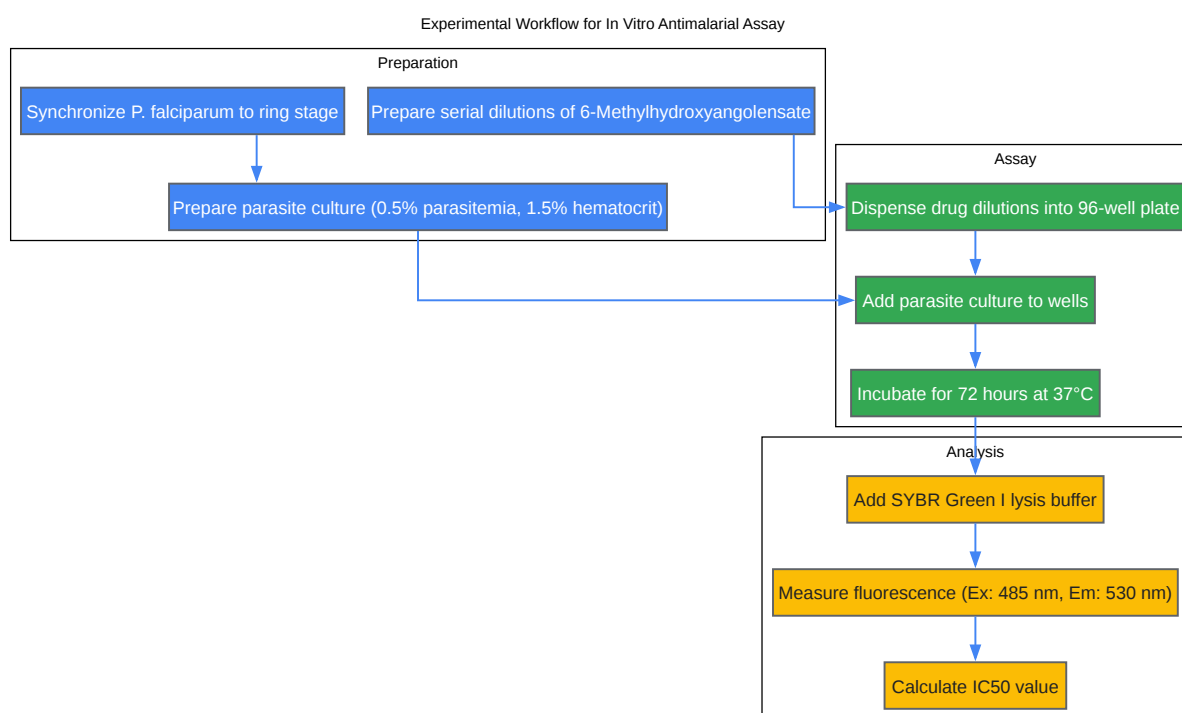 Experimental Workflow for In Vitro Antimalarial Assay
Preparation
Synchronize P. falciparum to ring stage
Prepare serial dilutions of 6-Methylhydroxyangolensate
Prepare parasite culture (0.5% parasitemia, 1.5% hematocrit)
Assay
Dispense drug dilutions into 96-well plate
Add parasite culture to wells
Incubate for 72 hours at 37°C
Analysis
Add SYBR Green I lysis buffer
Measure fluorescence (Ex: 485 nm, Em: 530 nm)
Calculate IC50 value